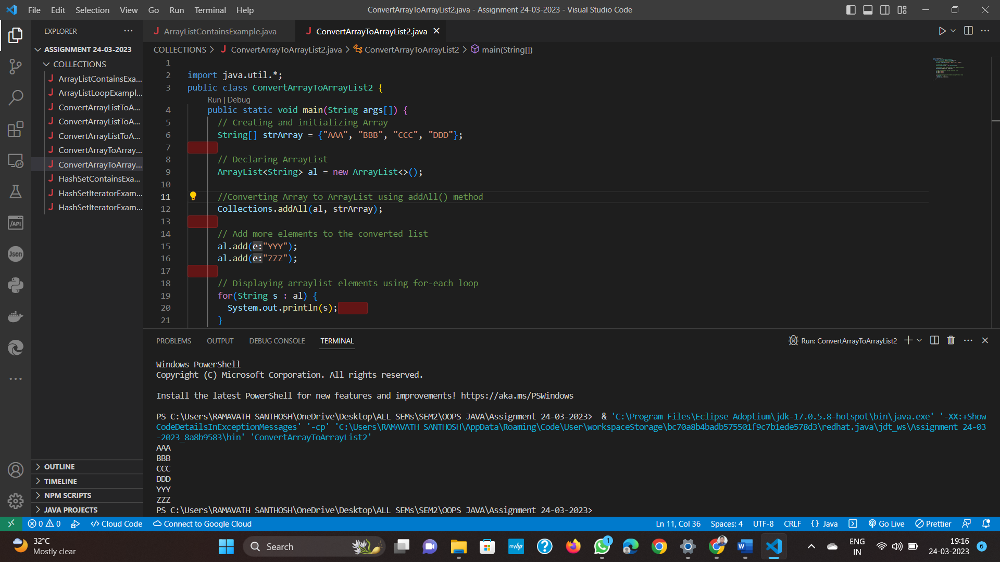 File Edit Selection View Go Run Terminal Help
ConvertArrayToArrayList2.java - Assignment 24-03-2023 - Visual Studio Code
EXPLORER
ASSIGNMENT 24-03-2023
COLLECTIONS
ArrayListContainsExa...
ArrayListLoopExampl...
ConvertArrayListToA...
ConvertArrayListToA...
ConvertArrayListToA...
ConvertArrayToArray...
ConvertArrayToArray...
HashSetContainsExa...
HashSetIteratorExam...
HashSetIteratorExam...
OUTLINE
TIMELINE
NPM SCRIPTS
JAVA PROJECTS
/API
Json
ArrayListContainsExample.java
ConvertArrayToArrayList2.java
COLLECTIONS > ConvertArrayToArrayList2.java > ConvertArrayToArrayList2 > main(String[])
1
2 import java.util.*;
3 public class ConvertArrayToArrayList2 {
Run | Debug
4 public static void main(String args[]) {
5 // Creating and initializing Array
6 String[] strArray = {"AAA", "BBB", "CCC", "DDD"};
7
8 // Declaring ArrayList
9 ArrayList<String> al = new ArrayList<>();
10
11 //Converting Array to ArrayList using addAll() method
12 Collections.addAll(al, strArray);
13
14 // Add more elements to the converted list
15 al.add(e:"YYY");
16 al.add(e:"ZZZ");
17
18 // Displaying arraylist elements using for-each loop
19 for(String s : al) {
20 System.out.println(s);
21 }
PROBLEMS OUTPUT DEBUG CONSOLE TERMINAL
Run: ConvertArrayToArrayList2
Windows PowerShell
Copyright (C) Microsoft Corporation. All rights reserved.
Install the latest PowerShell for new features and improvements! https://aka.ms/PSWindows
PS C:\Users\RAMAVATH SANTHOSH\OneDrive\Desktop\ALL SEMs\SEM2\OOPS JAVA\Assignment 24-03-2023> & 'C:\Program Files\Eclipse Adoptium\jdk-17.0.5.8-hotspot\bin\java.exe' '-XX:+Show
CodeDetailsInExceptionMessages' '-cp' 'C:\Users\RAMAVATH SANTHOSH\AppData\Roaming\Code\User\workspaceStorage\bc70a8b4badb575501f9c7b1ede578d3\redhat.java\jdt_ws\Assignment 24-03
-2023_8a8b9583\bin' 'ConvertArrayToArrayList2'
AAA
BBB
CCC
DDD
YYY
ZZZ
PS C:\Users\RAMAVATH SANTHOSH\OneDrive\Desktop\ALL SEMs\SEM2\OOPS JAVA\Assignment 24-03-2023>
0 0 Cloud Code Connect to Google Cloud
Ln 11, Col 36 Spaces: 4 UTF-8 CRLF {} Java Go Live Prettier
32°C
Mostly clear
Search
myhp
1
ENG
IN
19:16
24-03-2023
6